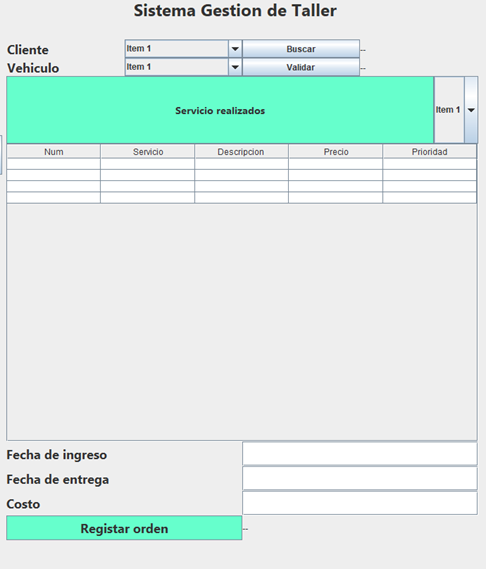 Sistema Gestion de Taller
Cliente Item 1 Buscar --
Vehiculo Item 1 Validar --
Servicio realizados Item 1
Num Servicio Descripcion Precio Prioridad
Fecha de ingreso
Fecha de entrega
Costo
Registar orden --